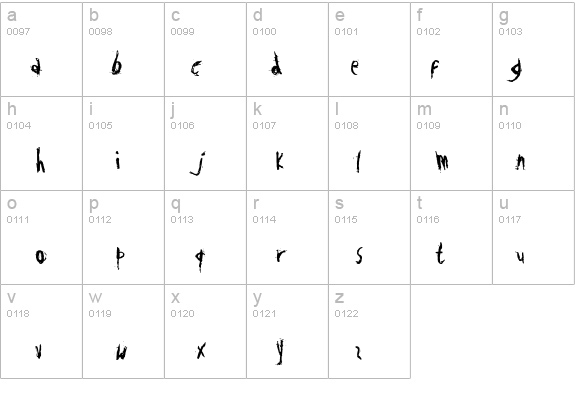 a b c d e f g
0097 0098 0099 0100 0101 0102 0103
a b c d e f g
h i j k l m n
0104 0105 0106 0107 0108 0109 0110
h i j k l m n
o p q r s t u
0111 0112 0113 0114 0115 0116 0117
o p q r s t u
v w x y z
0118 0119 0120 0121 0122
v w x y z